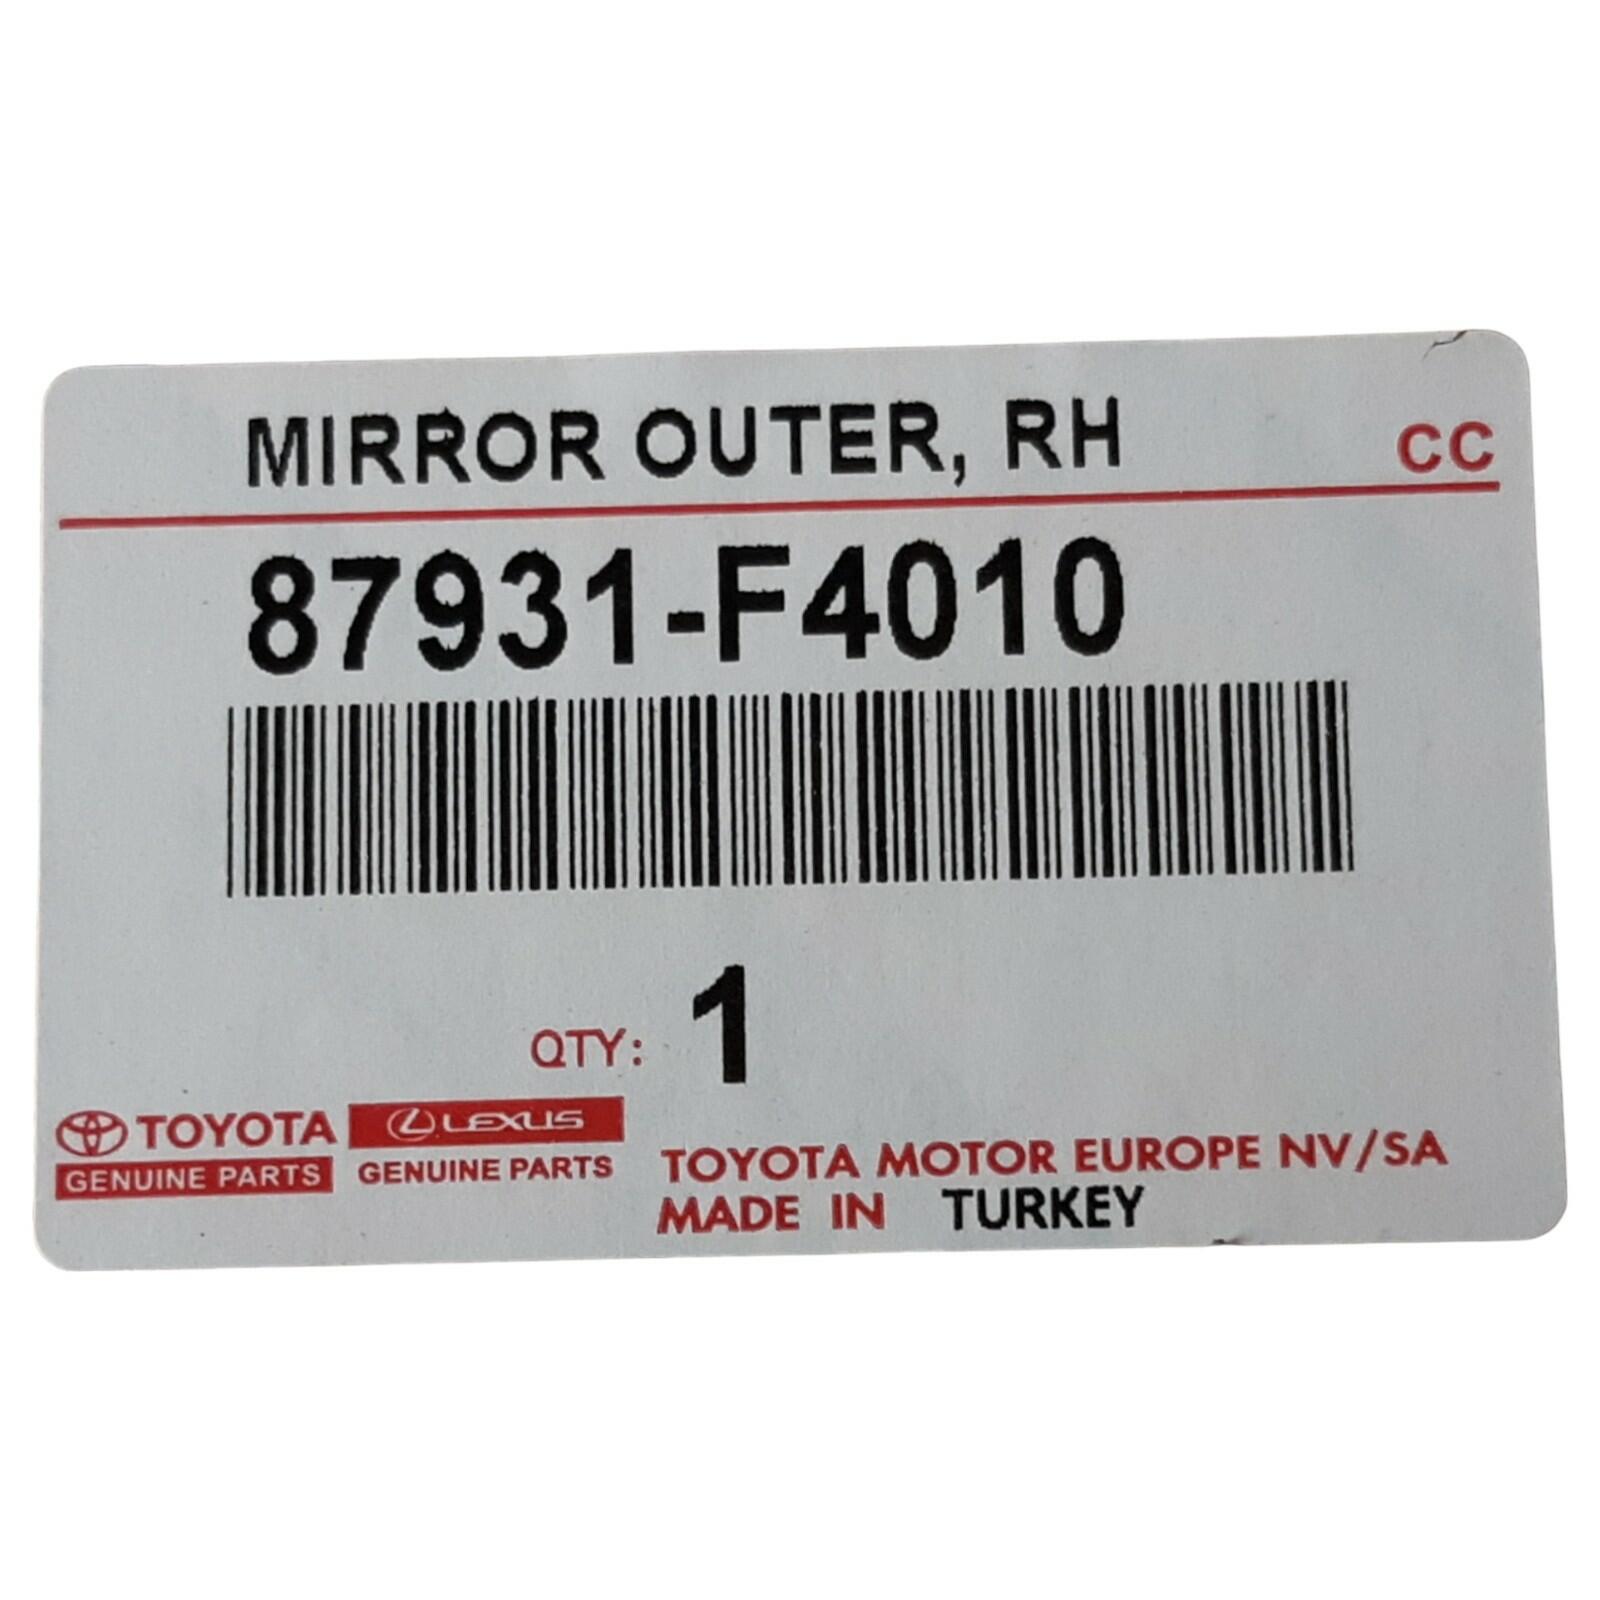 MIRROR OUTER, RH CC
87931-F4010
QTY: 1
TOYOTA LEXUS
GENUINE PARTS GENUINE PARTS
TOYOTA MOTOR EUROPE NV/SA
MADE IN TURKEY